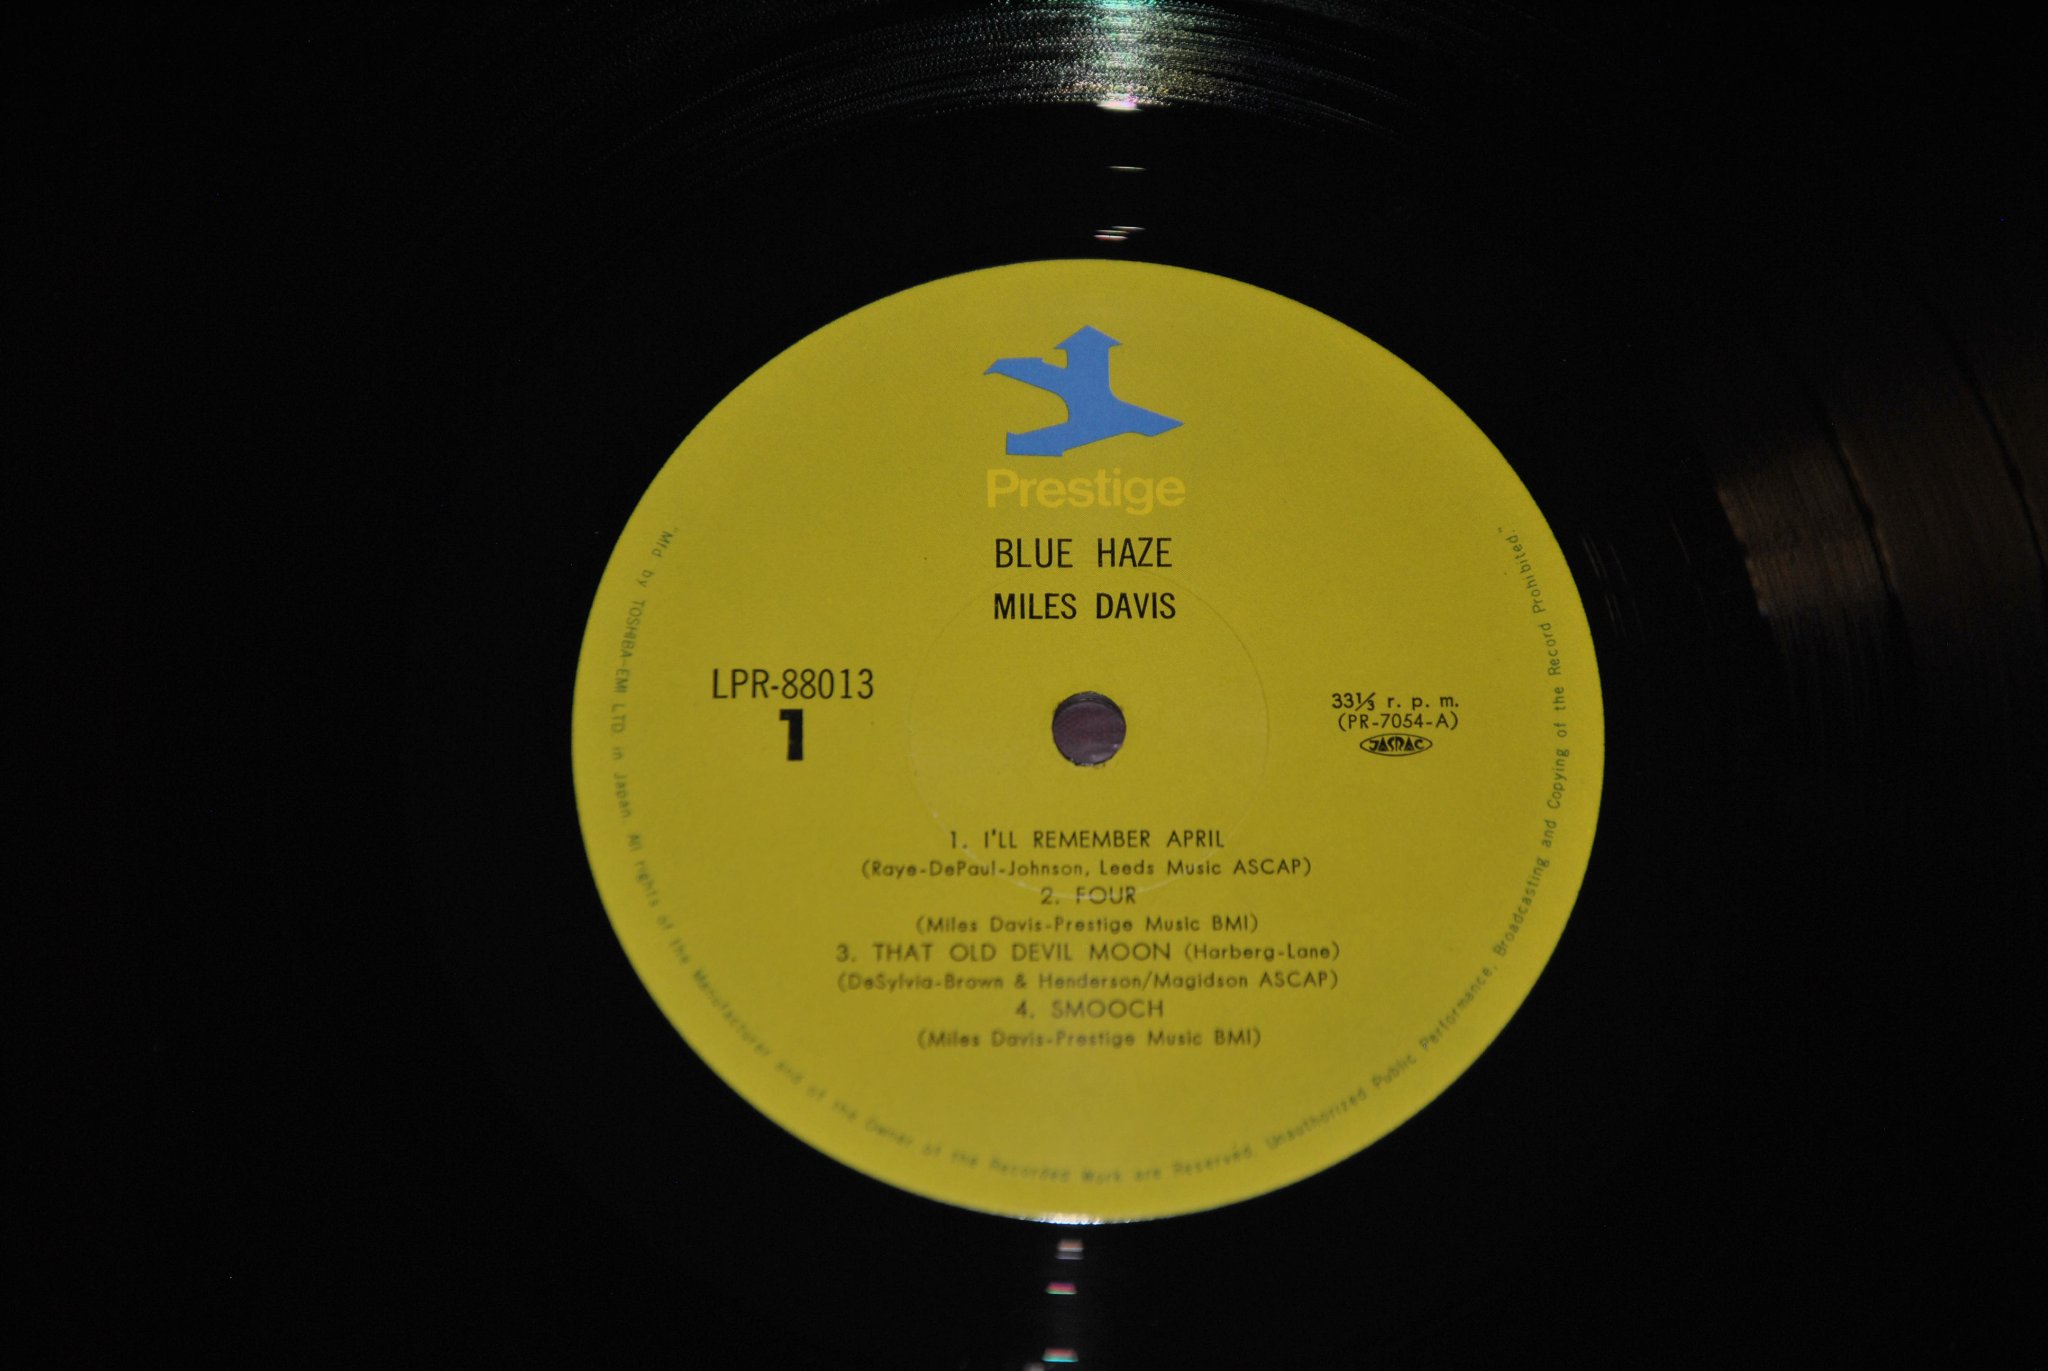 Prestige
BLUE HAZE
MILES DAVIS
LPR-88013
1
33⅓ r. p. m.
(PR-7054-A)
JASRAC
1. I'LL REMEMBER APRIL
(Raye-DePaul-Johnson, Leeds Music ASCAP)
2. FOUR
(Miles Davis-Prestige Music BMI)
3. THAT OLD DEVIL MOON (Harberg-Lane)
(DeSylvia-Brown & Henderson/Magidson ASCAP)
4. SMOOCH
(Miles Davis-Prestige Music BMI)
"Mfd by TOSHIBA-EMI LTD. in Japan. All rights of the Manufacturer and of the Owner of the Recorded Work are Reserved. Unauthorized Public Performance, Broadcasting and Copying of the Record Prohibited."